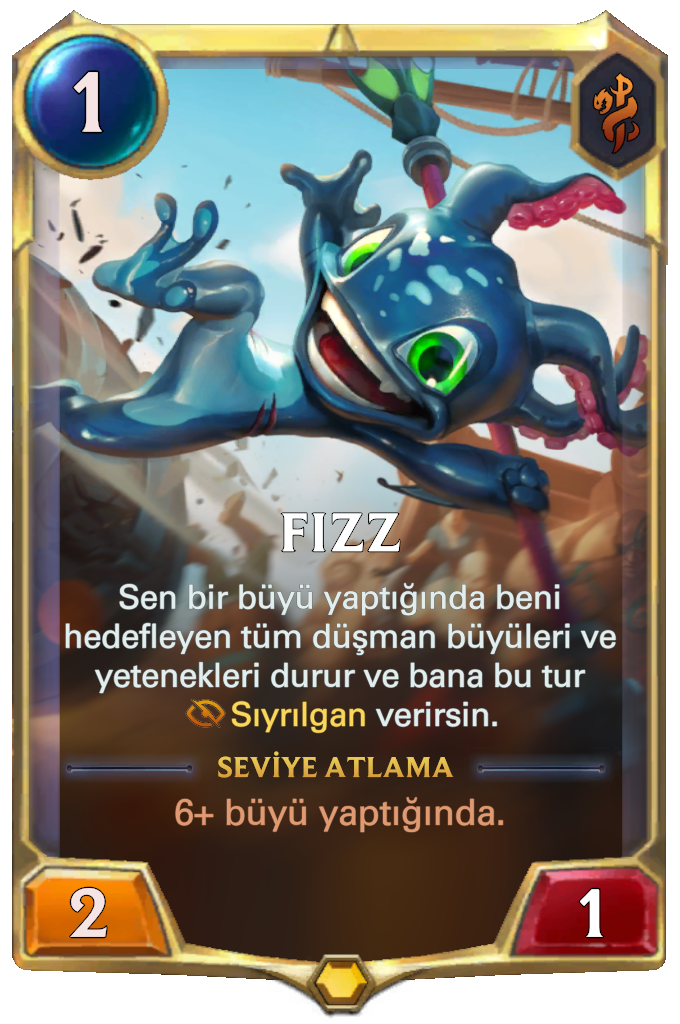 1
FIZZ
Sen bir büyü yaptığında beni
hedefleyen tüm düşman büyüleri ve
yetenekleri durur ve bana bu tur
Sıyrılgan verirsin.
SEVİYE ATLAMA
6+ büyü yaptığında.
2
1